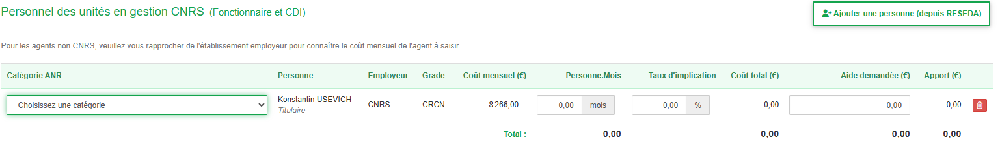 Personnel des unités en gestion CNRS (Fonctionnaire et CDI)
Ajouter une personne (depuis RESEDA)
Pour les agents non CNRS, veuillez vous rapprocher de l'établissement employeur pour connaître le coût mensuel de l'agent à saisir.
Catégorie ANR Personne Employeur Grade Coût mensuel (€) Personne.Mois Taux d'implication Coût total (€) Aide demandée (€) Apport (€)
Choisissez une catégorie Konstantin USEVICH CNRS CRCN 8 266,00 0,00 mois 0,00 % 0,00 0,00 0,00
Titulaire
Total : 0,00 0,00 0,00 0,00